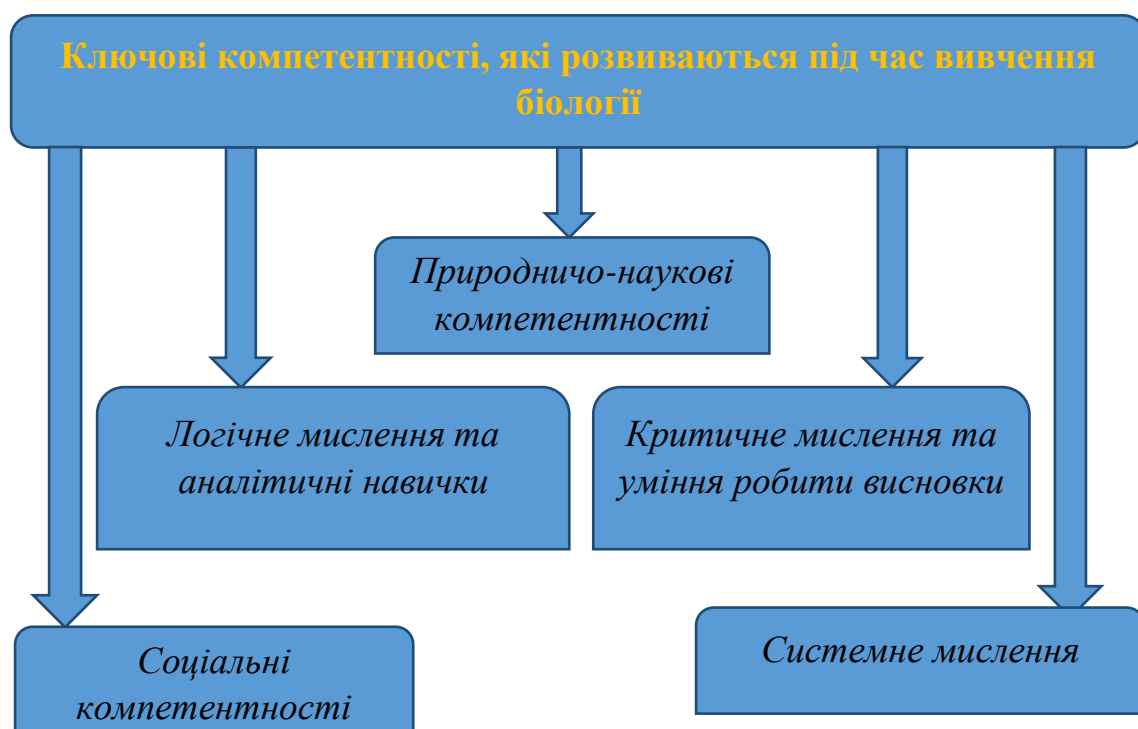 Ключові компетентності, які розвиваються під час вивчення
біології
Природничо-наукові
компетентності
Логічне мислення та
аналітичні навички
Критичне мислення та
уміння робити висновки
Соціальні
компетентності
Системне мислення